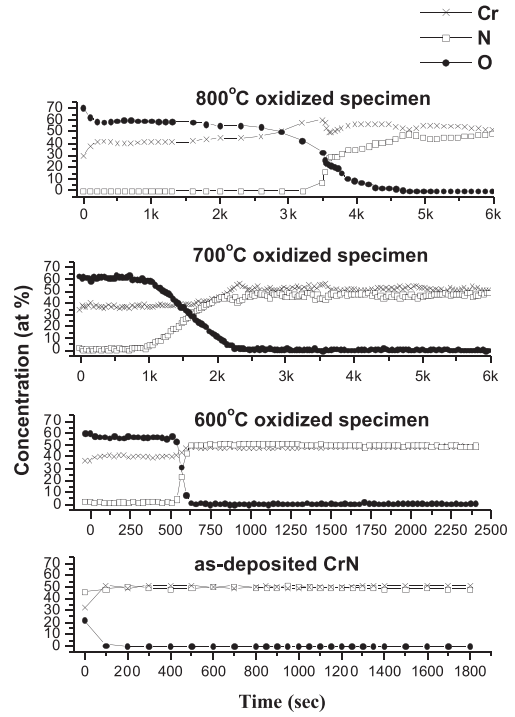 Cr
N
O
800°C oxidized specimen
70
60
50
40
30
20
10
0
0 1k 2k 3k 4k 5k 6k
700°C oxidized specimen
70
60
50
40
30
20
10
0
0 1k 2k 3k 4k 5k 6k
Concentration (at %)
600°C oxidized specimen
70
60
50
40
30
20
10
0
0 250 500 750 1000 1250 1500 1750 2000 2250 2500
as-deposited CrN
70
60
50
40
30
20
10
0
0 200 400 600 800 1000 1200 1400 1600 1800
Time (sec)